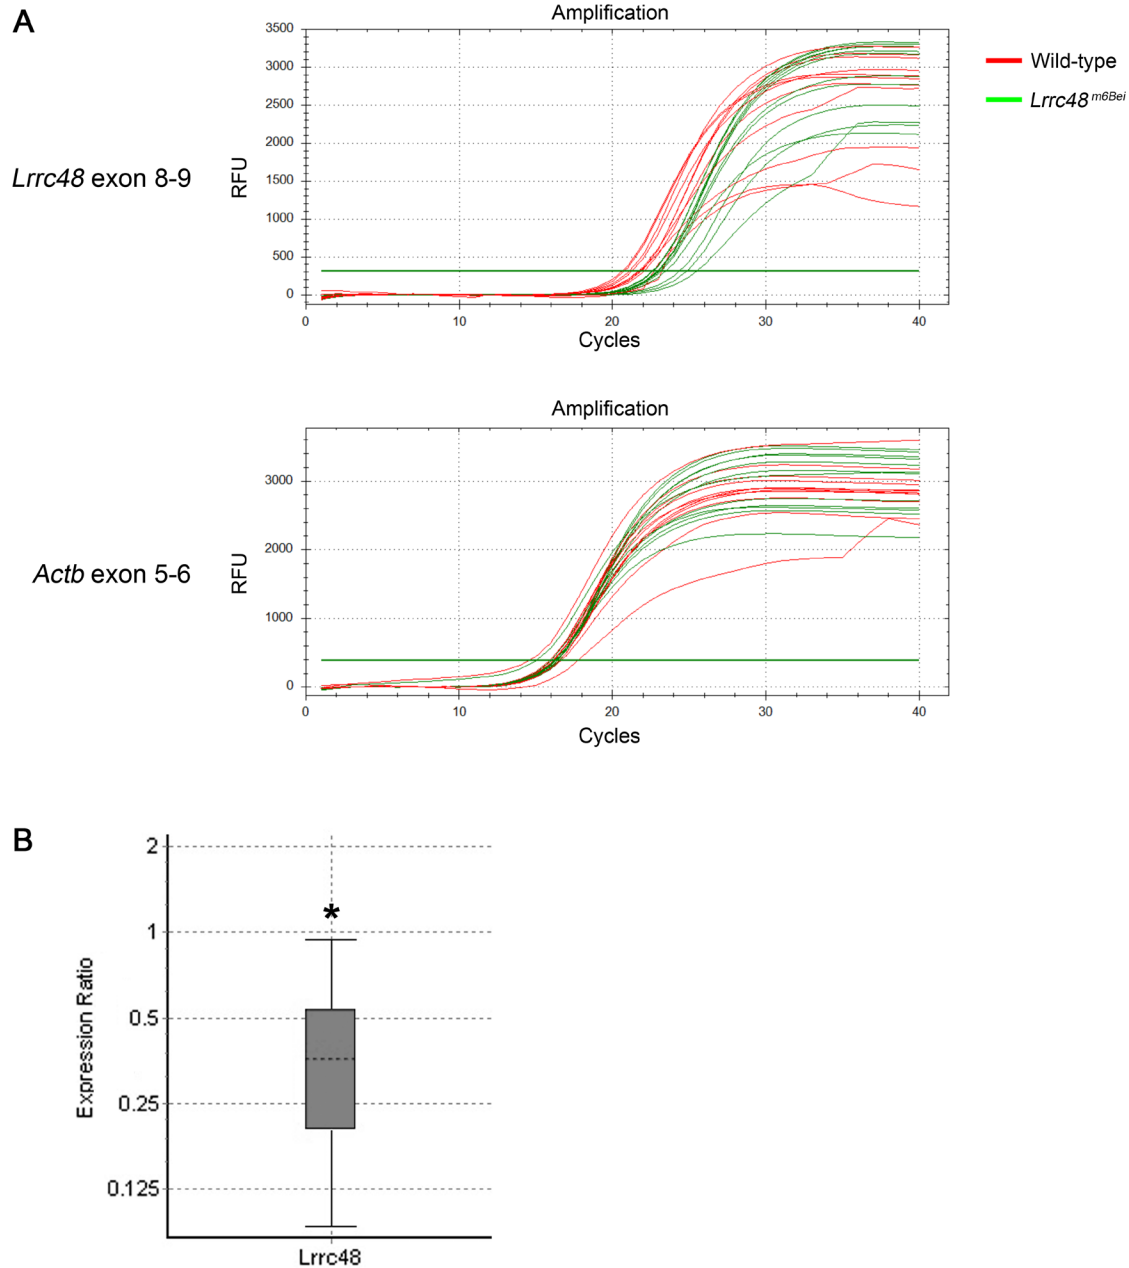 A
Amplification
3500
3000
2500
2000
1500
1000
500
0
RFU
Lrrc48 exon 8-9
0 10 20 30 40
Cycles
Wild-type
Lrrc48 m6Bei
Amplification
3000
2000
1000
0
RFU
Actb exon 5-6
0 10 20 30 40
Cycles
B
2
*
1
0.5
0.25
0.125
Expression Ratio
Lrrc48